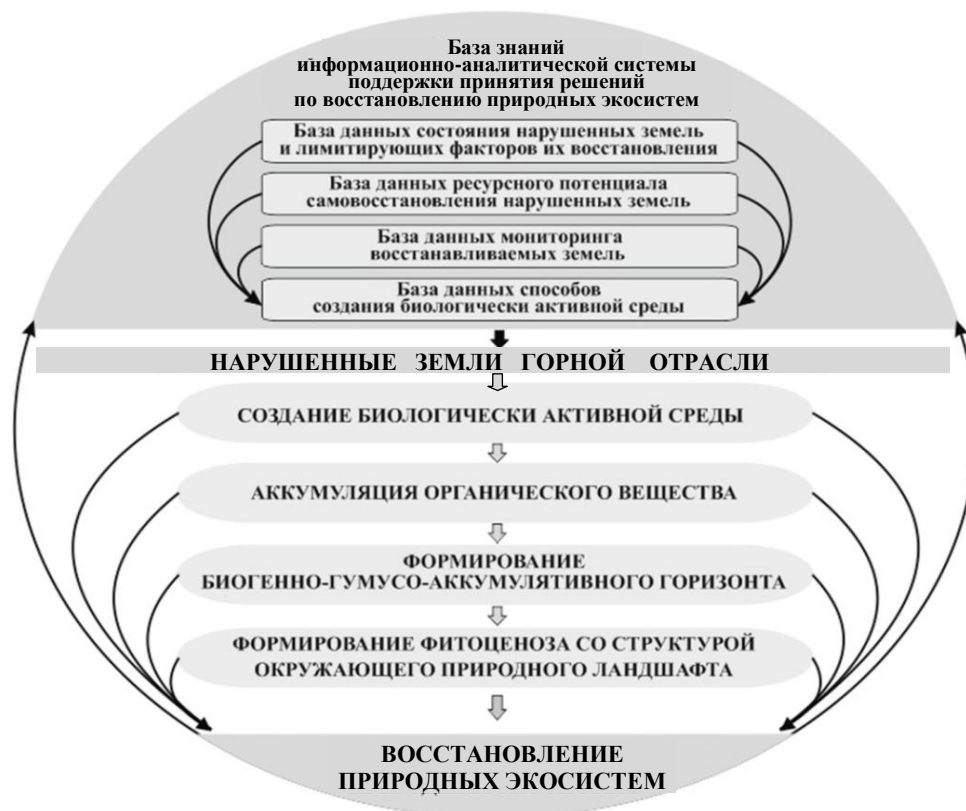 База знаний
информационно-аналитической системы
поддержки принятия решений
по восстановлению природных экосистем
База данных состояния нарушенных земель
и лимитирующих факторов их восстановления
База данных ресурсного потенциала
самовосстановления нарушенных земель
База данных мониторинга
восстанавливаемых земель
База данных способов
создания биологически активной среды
НАРУШЕННЫЕ ЗЕМЛИ ГОРНОЙ ОТРАСЛИ
СОЗДАНИЕ БИОЛОГИЧЕСКИ АКТИВНОЙ СРЕДЫ
АККУМУЛЯЦИЯ ОРГАНИЧЕСКОГО ВЕЩЕСТВА
ФОРМИРОВАНИЕ
БИОГЕННО-ГУМУСО-АККУМУЛЯТИВНОГО ГОРИЗОНТА
ФОРМИРОВАНИЕ ФИТОЦЕНОЗА СО СТРУКТУРОЙ
ОКРУЖАЮЩЕГО ПРИРОДНОГО ЛАНДШАФТА
ВОССТАНОВЛЕНИЕ
ПРИРОДНЫХ ЭКОСИСТЕМ